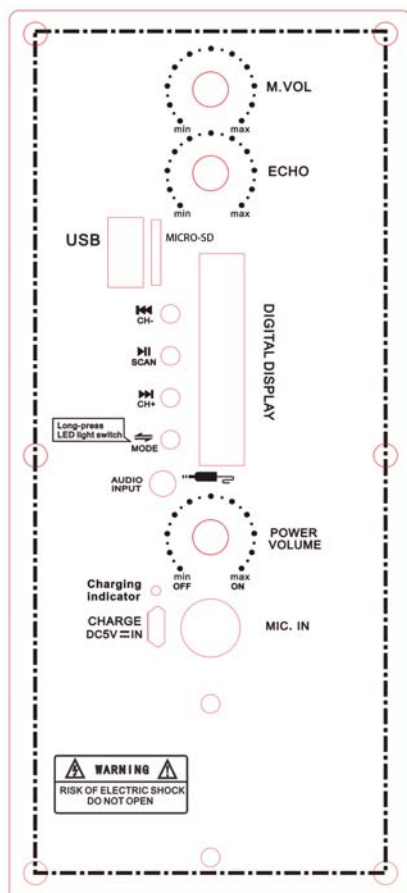 M.VOL
min
max
ECHO
min
max
USB
MICRO-SD
CH-
SCAN
CH+
DIGITAL DISPLAY
Long-press
LED light switch
MODE
AUDIO
INPUT
POWER
VOLUME
min
OFF
max
ON
Charging
indicator
CHARGE
DC5V⎓IN
MIC. IN
WARNING
RISK OF ELECTRIC SHOCK
DO NOT OPEN